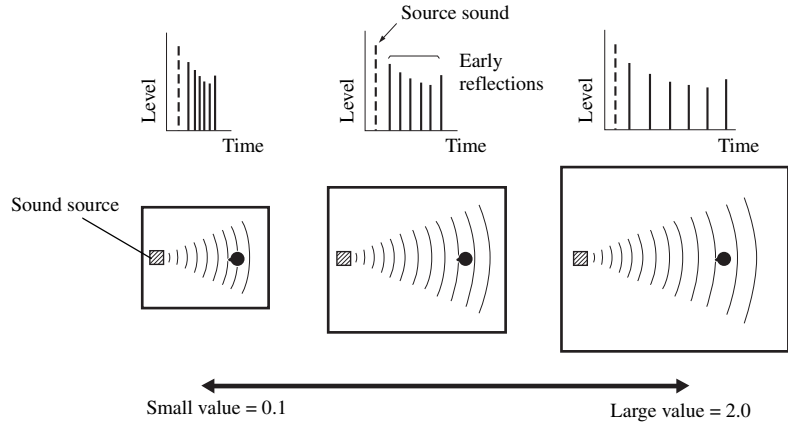 Source sound
Level
Time
Level
Early
reflections
Time
Level
Time
Sound source
Small value = 0.1
Large value = 2.0